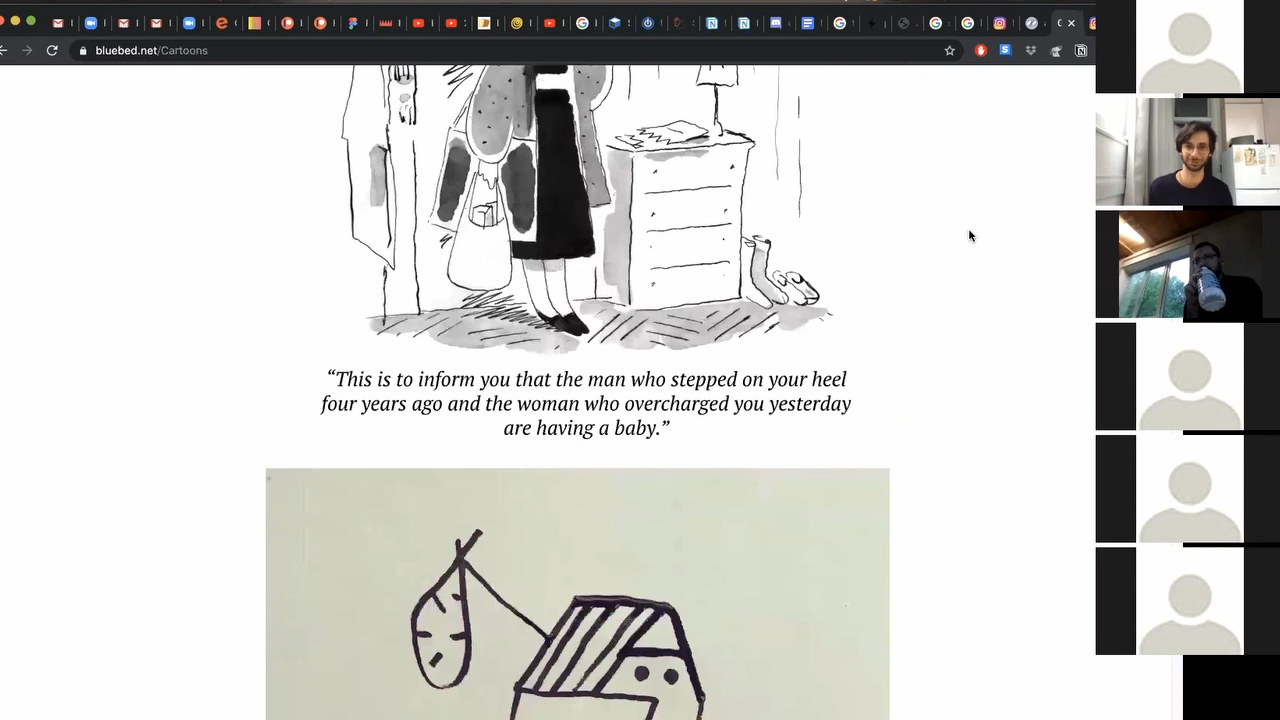 bluebed.net/Cartoons
“This is to inform you that the man who stepped on your heel
four years ago and the woman who overcharged you yesterday
are having a baby.”